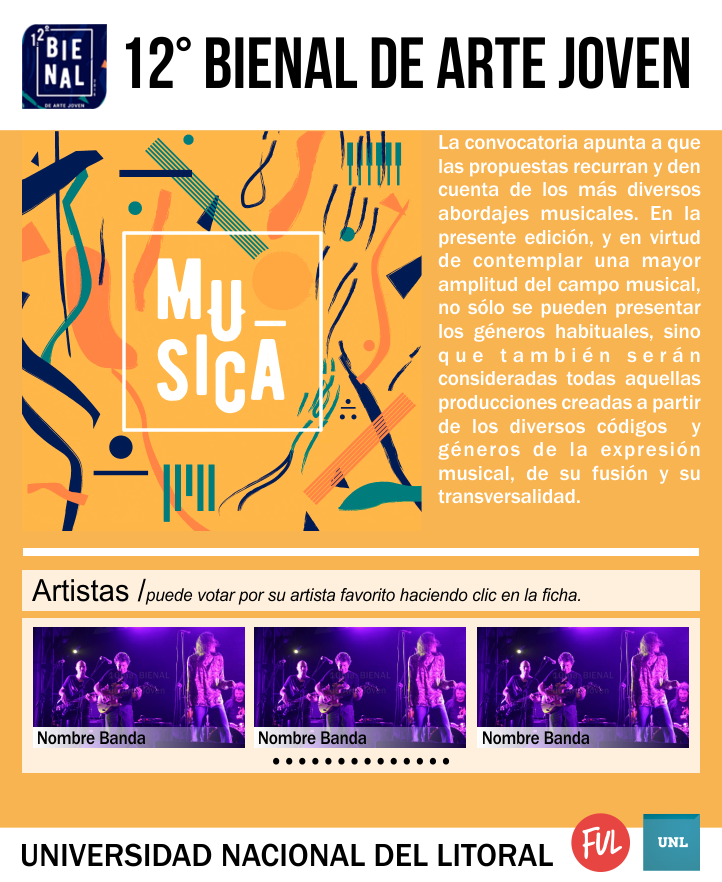 12°
BIE
NAL
DE ARTE JOVEN
12° BIENAL DE ARTE JOVEN
MU
SICA
La convocatoria apunta a que
las propuestas recurran y den
cuenta de los más diversos
abordajes musicales. En la
presente edición, y en virtud
de contemplar una mayor
amplitud del campo musical,
no sólo se pueden presentar
los géneros habituales, sino
que también serán
consideradas todas aquellas
producciones creadas a partir
de los diversos códigos y
géneros de la expresión
musical, de su fusión y su
transversalidad.
Artistas /puede votar por su artista favorito haciendo clic en la ficha.
Nombre Banda
Nombre Banda
Nombre Banda
UNIVERSIDAD NACIONAL DEL LITORAL
FUL
UNL